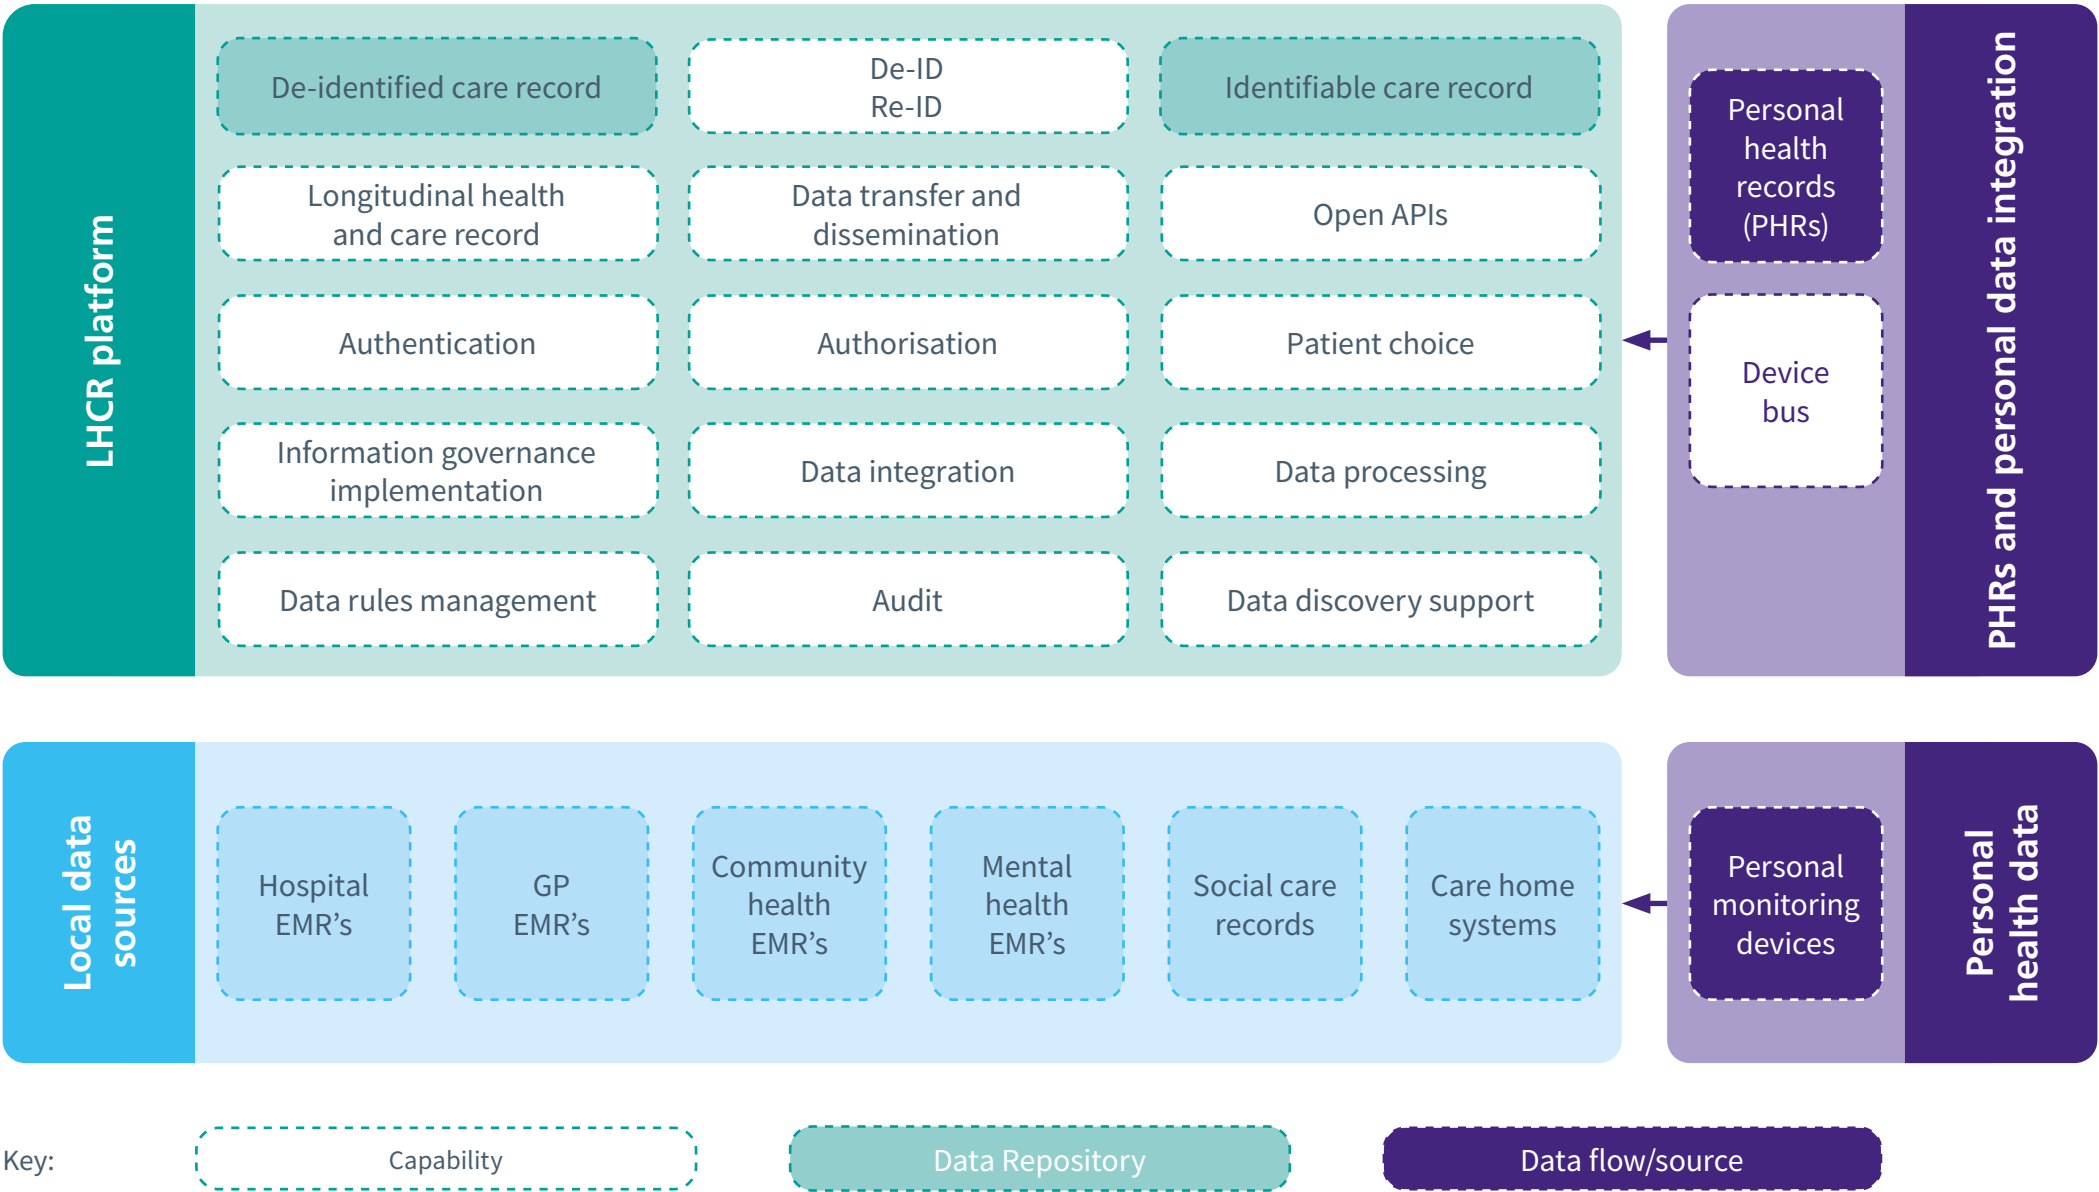 LHCR platform
De-identified care record
De-ID
Re-ID
Identifiable care record
Longitudinal health
and care record
Data transfer and
dissemination
Open APIs
Authentication
Authorisation
Patient choice
Information governance
implementation
Data integration
Data processing
Data rules management
Audit
Data discovery support
Personal
health
records
(PHRs)
Device
bus
PHRs and personal data integration
Local data
sources
Hospital
EMR’s
GP
EMR’s
Community
health
EMR’s
Mental
health
EMR’s
Social care
records
Care home
systems
Personal
monitoring
devices
Personal
health data
Key:
Capability
Data Repository
Data flow/source